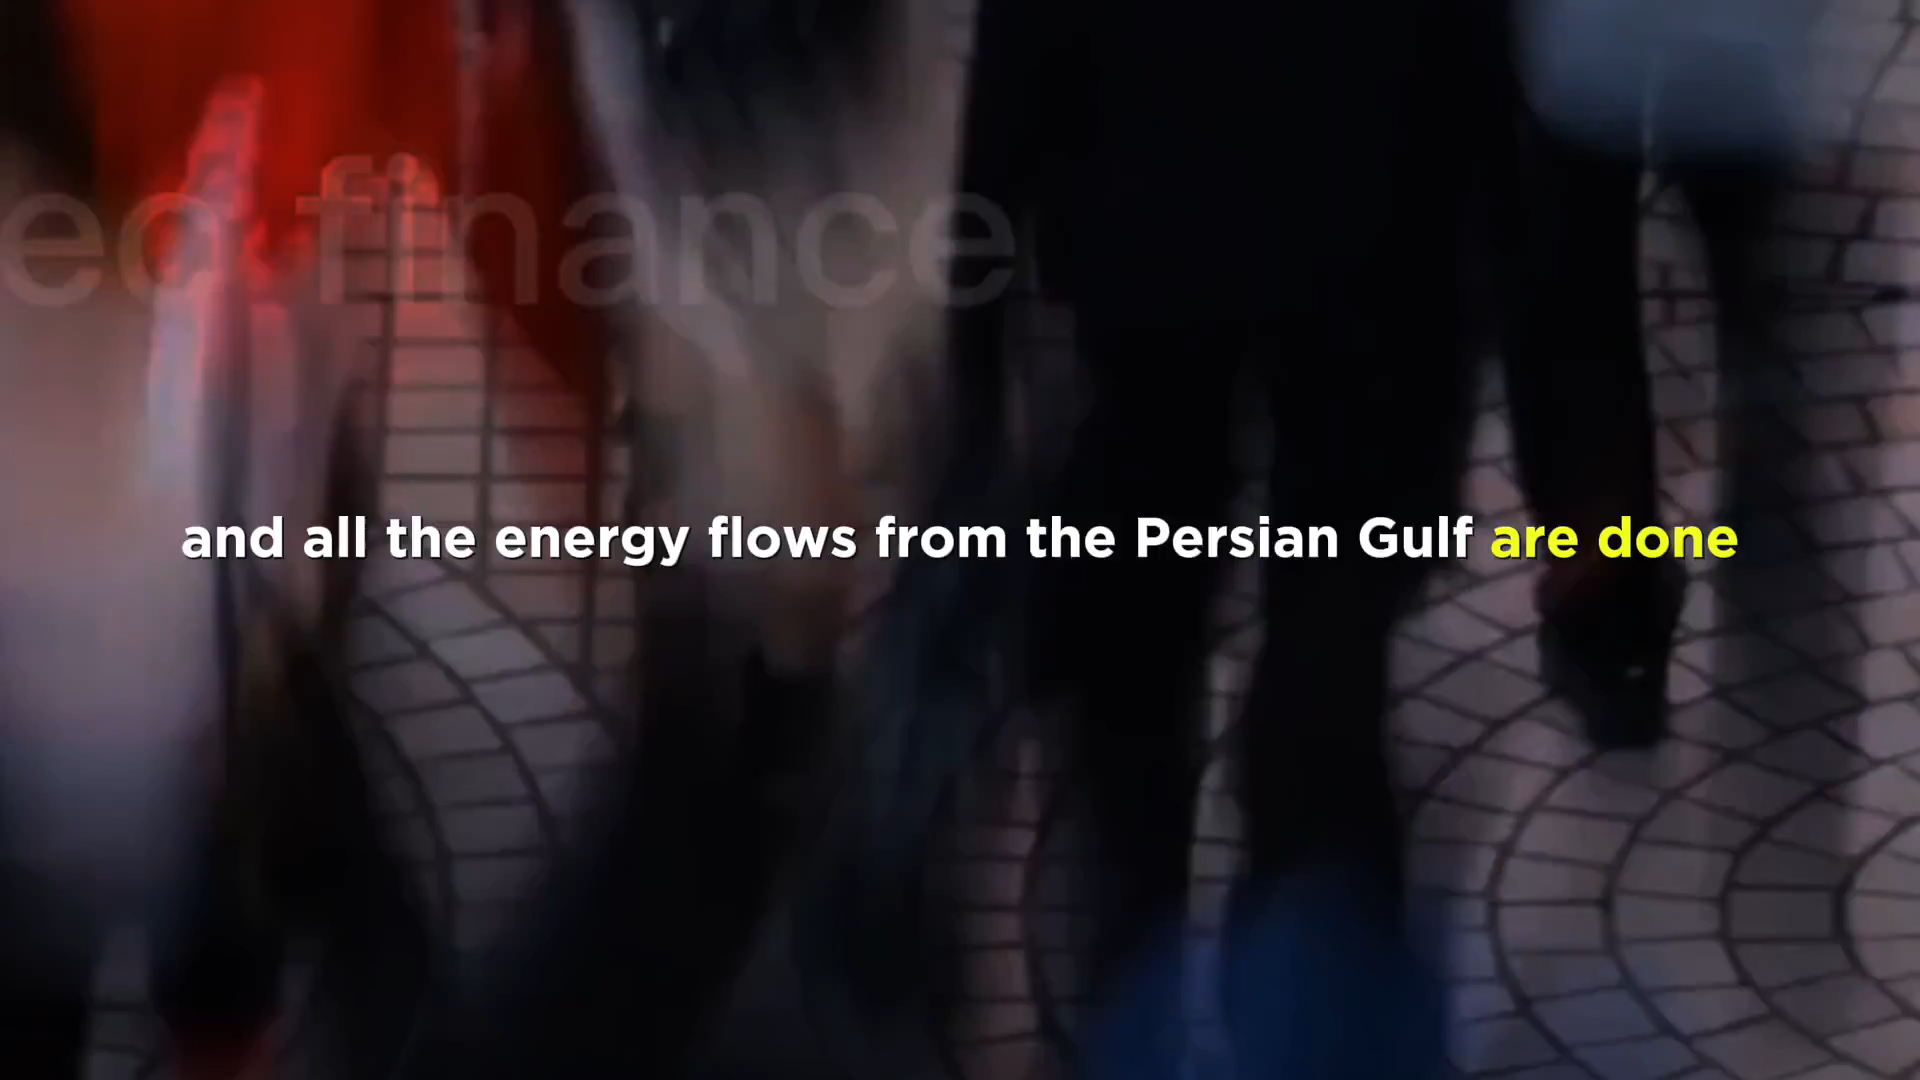 finance
and all the energy flows from the Persian Gulf are done